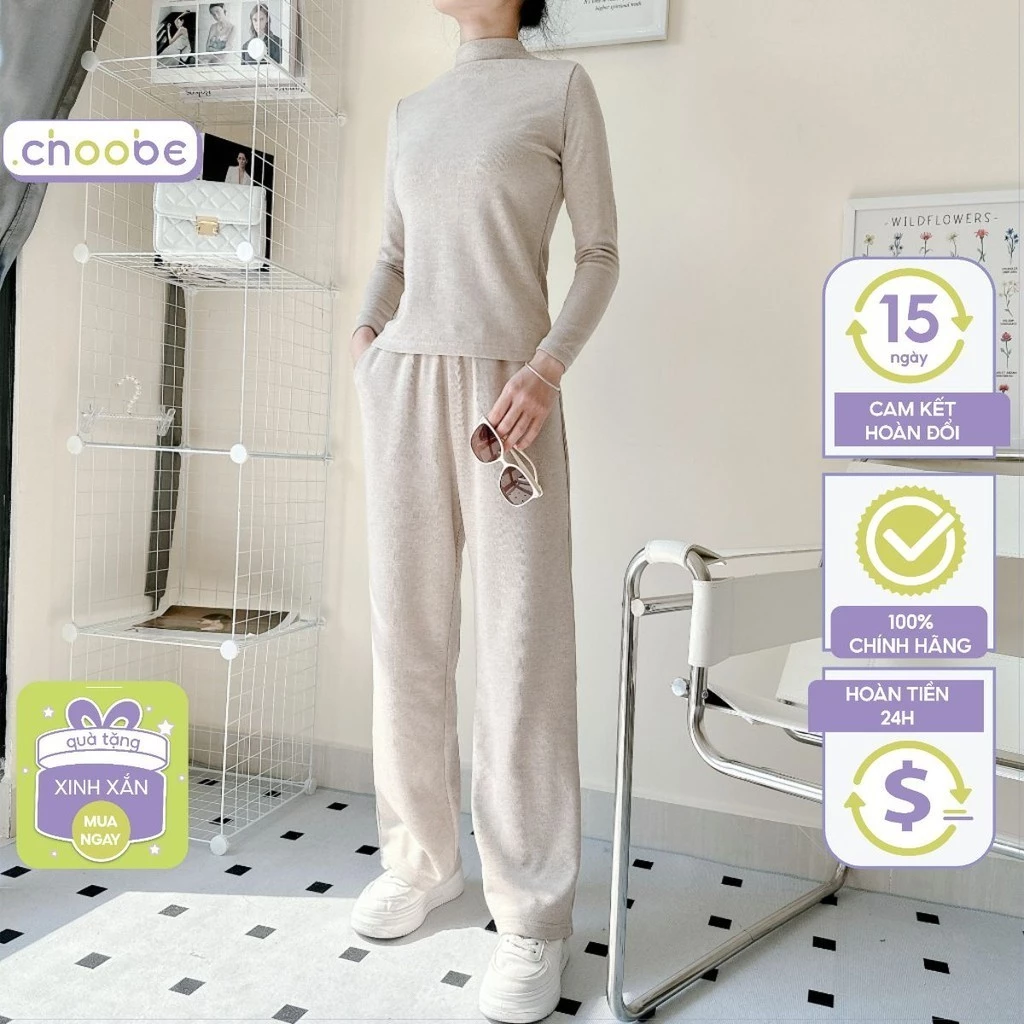 .choobe
-WILDFLOWERS-
15
ngày
CAM KẾT
HOÀN ĐỔI
100%
CHÍNH HÃNG
HOÀN TIỀN
24H
$
quà tặng
XINH XẮN
MUA
NGAY